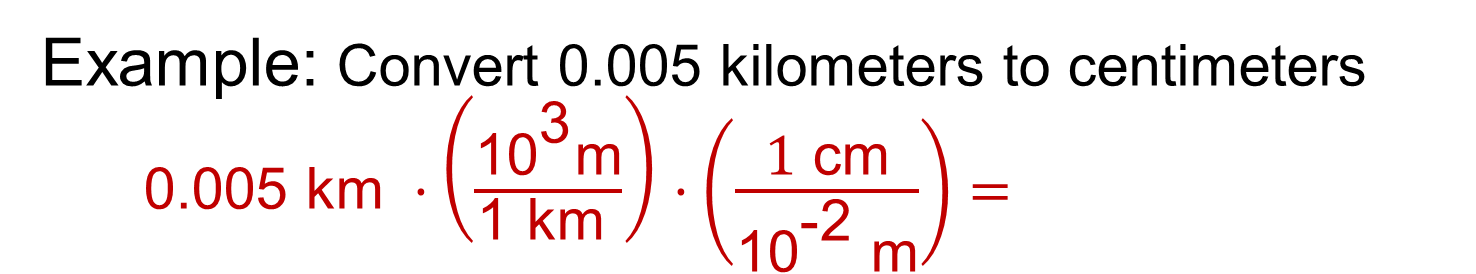 Example: Convert 0.005 kilometers to centimeters
0.005 km · (10^3 m / 1 km) · (1 cm / 10^-2 m) =